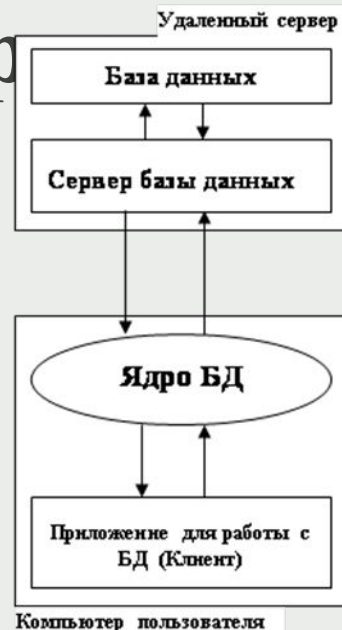 Удаленный сервер
База данных
Сервер базы данных
Ядро БД
Приложение для работы с
БД (Клиент)
Компьютер пользователя